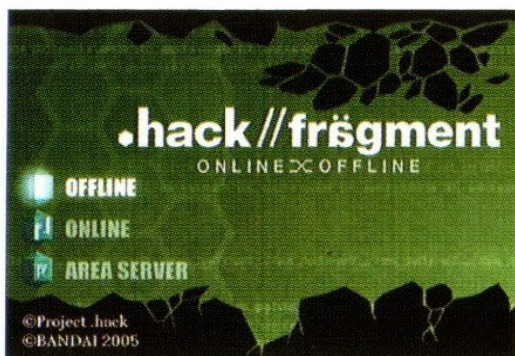 .hack//frägment
ONLINE OFFLINE
OFFLINE
ONLINE
AREA SERVER
©Project .hack
©BANDAI 2005